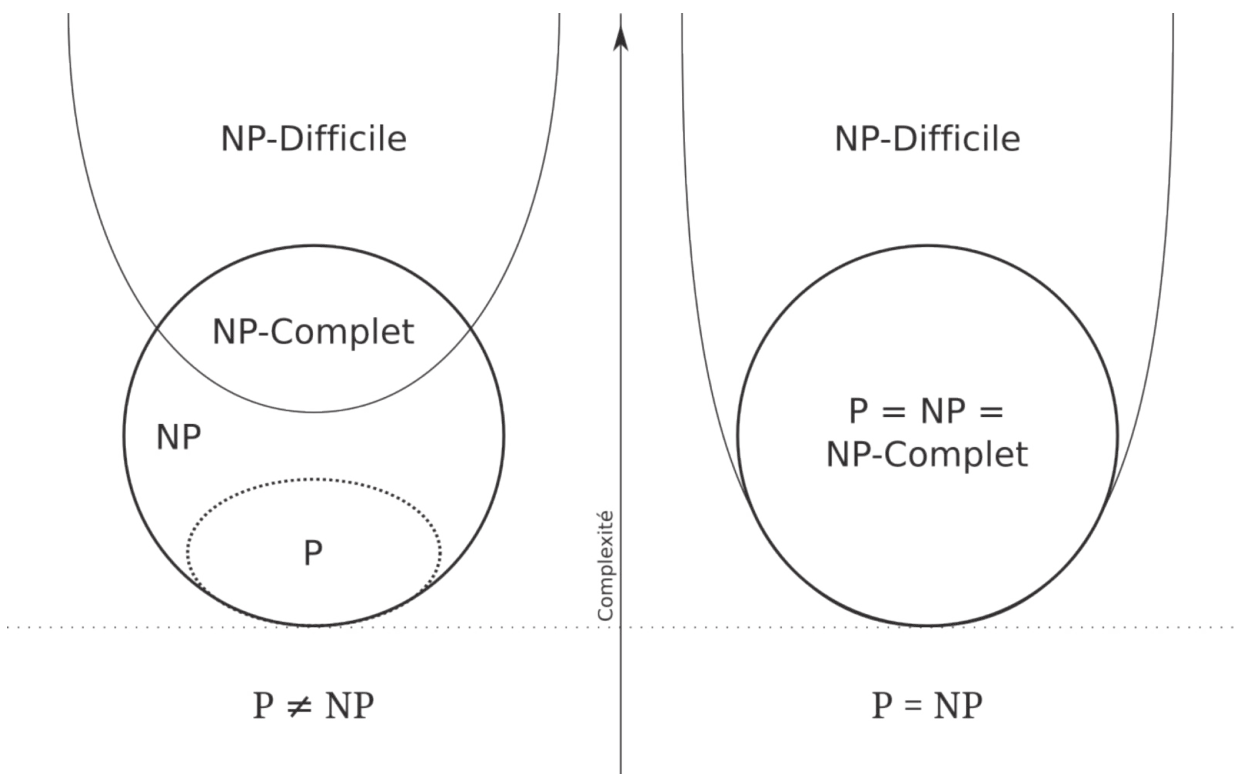 NP-Difficile
NP-Complet
NP
P
P ≠ NP
Complexité
NP-Difficile
P = NP =
NP-Complet
P = NP